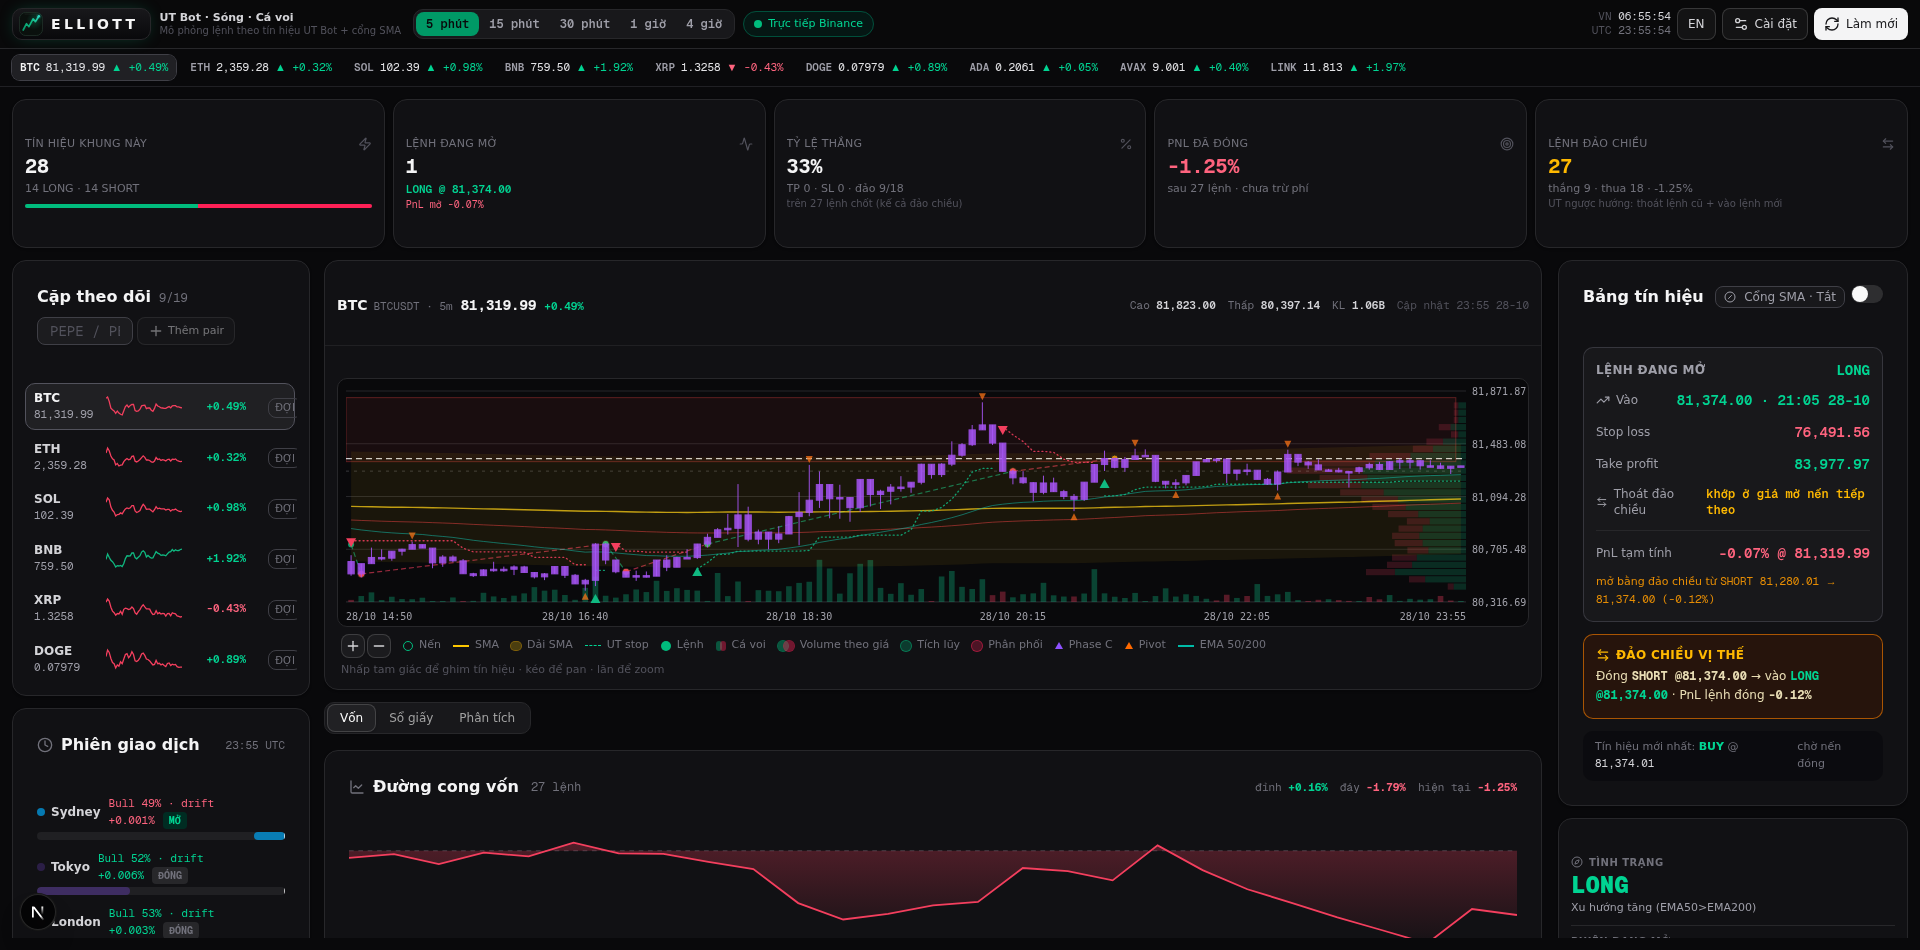 ELLIOTT
UT Bot · Sóng · Cá voi
Mô phỏng lệnh theo tín hiệu UT Bot + cổng SMA
5 phút 15 phút 30 phút 1 giờ 4 giờ
Trực tiếp Binance
VN 06:55:54
UTC 23:55:54
EN
Cài đặt
Làm mới
BTC 81,319.99 ▲ +0.49% ETH 2,359.28 ▲ +0.32% SOL 102.39 ▲ +0.98% BNB 759.50 ▲ +1.92% XRP 1.3258 ▼ -0.43% DOGE 0.07979 ▲ +0.89% ADA 0.2061 ▲ +0.05% AVAX 9.001 ▲ +0.40% LINK 11.813 ▲ +1.97%
TÍN HIỆU KHUNG NÀY
28
14 LONG · 14 SHORT
LỆNH ĐANG MỞ
1
LONG @ 81,374.00
PnL mở -0.07%
TỶ LỆ THẮNG
33%
TP 0 · SL 0 · đảo 9/18
trên 27 lệnh chốt (kể cả đảo chiều)
PNL ĐÃ ĐÓNG
-1.25%
sau 27 lệnh · chưa trừ phí
LỆNH ĐẢO CHIỀU
27
thắng 9 · thua 18 · -1.25%
UT ngược hướng: thoát lệnh cũ + vào lệnh mới
Cặp theo dõi 9/19
PEPE / PI
Thêm pair
BTC
81,319.99
+0.49%
ĐỢI
ETH
2,359.28
+0.32%
ĐỢI
SOL
102.39
+0.98%
ĐỢI
BNB
759.50
+1.92%
ĐỢI
XRP
1.3258
-0.43%
ĐỢI
DOGE
0.07979
+0.89%
ĐỢI
Phiên giao dịch 23:55 UTC
Sydney
Bull 49% · drift
+0.001% MỞ
Tokyo
Bull 52% · drift
+0.006% ĐÓNG
London
Bull 53% · drift
+0.003% ĐÓNG
N
BTC BTCUSDT · 5m 81,319.99 +0.49%
Cao 81,823.00 Thấp 80,397.14 KL 1.06B Cập nhật 23:55 28-10
81,871.87
81,483.08
81,094.28
80,705.48
80,316.69
28/10 14:50 28/10 16:40 28/10 18:30 28/10 20:15 28/10 22:05 28/10 23:55
Nến SMA Dải SMA UT stop Lệnh Cá voi Volume theo giá Tích lũy Phân phối Phase C Pivot EMA 50/200
Nhấp tam giác để ghim tín hiệu · kéo để pan · lăn để zoom
Vốn Sổ giấy Phân tích
Đường cong vốn 27 lệnh
đỉnh +0.16% đáy -1.79% hiện tại -1.25%
Bảng tín hiệu
Cổng SMA · Tắt
LỆNH ĐANG MỞ LONG
Vào 81,374.00 · 21:05 28-10
Stop loss 76,491.56
Take profit 83,977.97
Thoát đảo chiều
khớp ở giá mở nến tiếp theo
PnL tạm tính -0.07% @ 81,319.99
mở bằng đảo chiều từ SHORT 81,280.01 →
81,374.00 (-0.12%)
ĐẢO CHIỀU VỊ THẾ
Đóng SHORT @81,374.00 → vào LONG
@81,374.00 · PnL lệnh đóng -0.12%
Tín hiệu mới nhất: BUY @
81,374.01
chờ nến đóng
TÌNH TRẠNG
LONG
Xu hướng tăng (EMA50>EMA200)